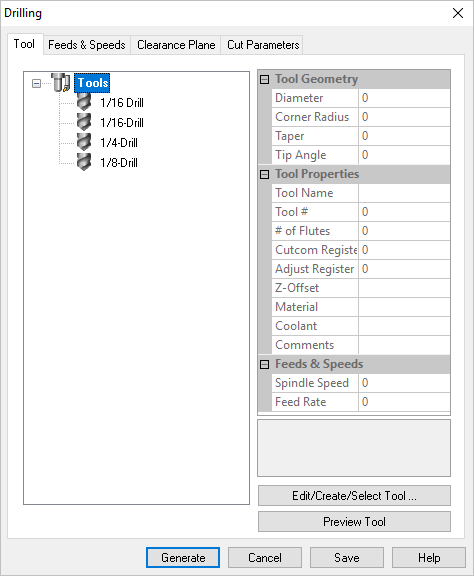 Drilling
Tool Feeds & Speeds Clearance Plane Cut Parameters
Tools
1/16 Drill
1/16-Drill
1/4-Drill
1/8-Drill
Tool Geometry
Diameter 0
Corner Radius 0
Taper 0
Tip Angle 0
Tool Properties
Tool Name
Tool # 0
# of Flutes 0
Cutcom Registe 0
Adjust Register 0
Z-Offset
Material
Coolant
Comments
Feeds & Speeds
Spindle Speed 0
Feed Rate 0
Edit/Create/Select Tool ...
Preview Tool
Generate Cancel Save Help